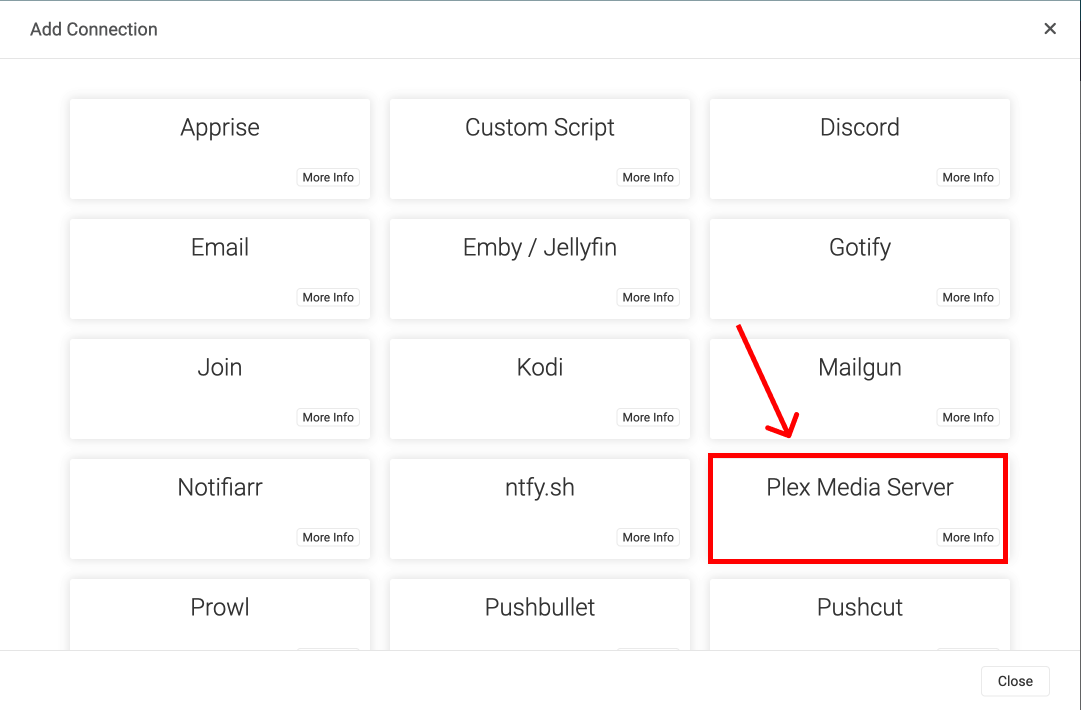 Add Connection
Apprise
More Info
Custom Script
More Info
Discord
More Info
Email
More Info
Emby / Jellyfin
More Info
Gotify
More Info
Join
More Info
Kodi
More Info
Mailgun
More Info
Notifiarr
More Info
ntfy.sh
More Info
Plex Media Server
More Info
Prowl
Pushbullet
Pushcut
Close